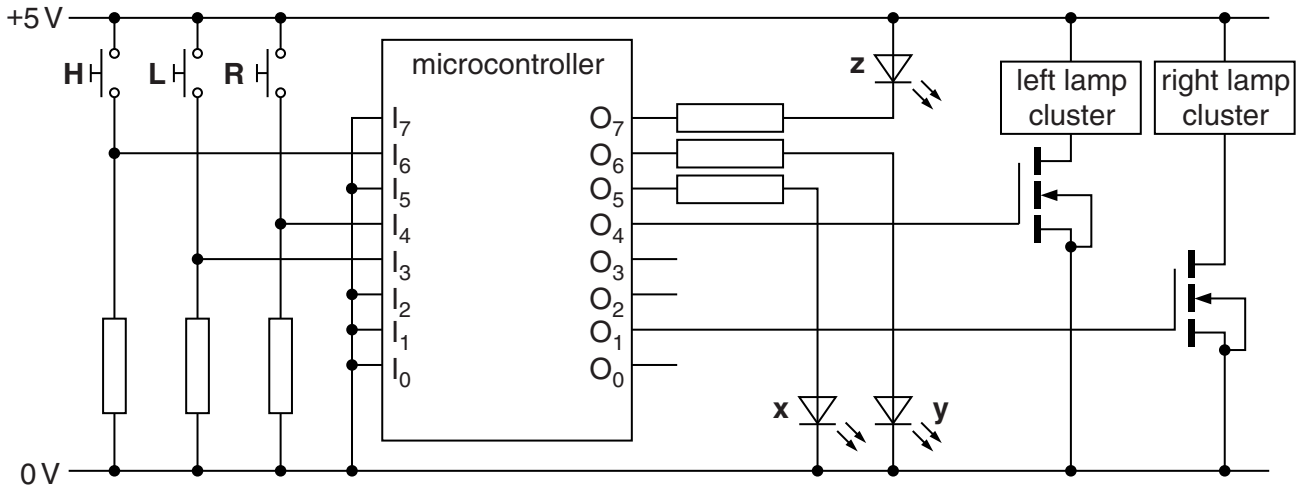 +5 V
H
L
R
microcontroller
z
left lamp
cluster
right lamp
cluster
I₇
I₆
I₅
I₄
I₃
I₂
I₁
I₀
O₇
O₆
O₅
O₄
O₃
O₂
O₁
O₀
x
y
0 V